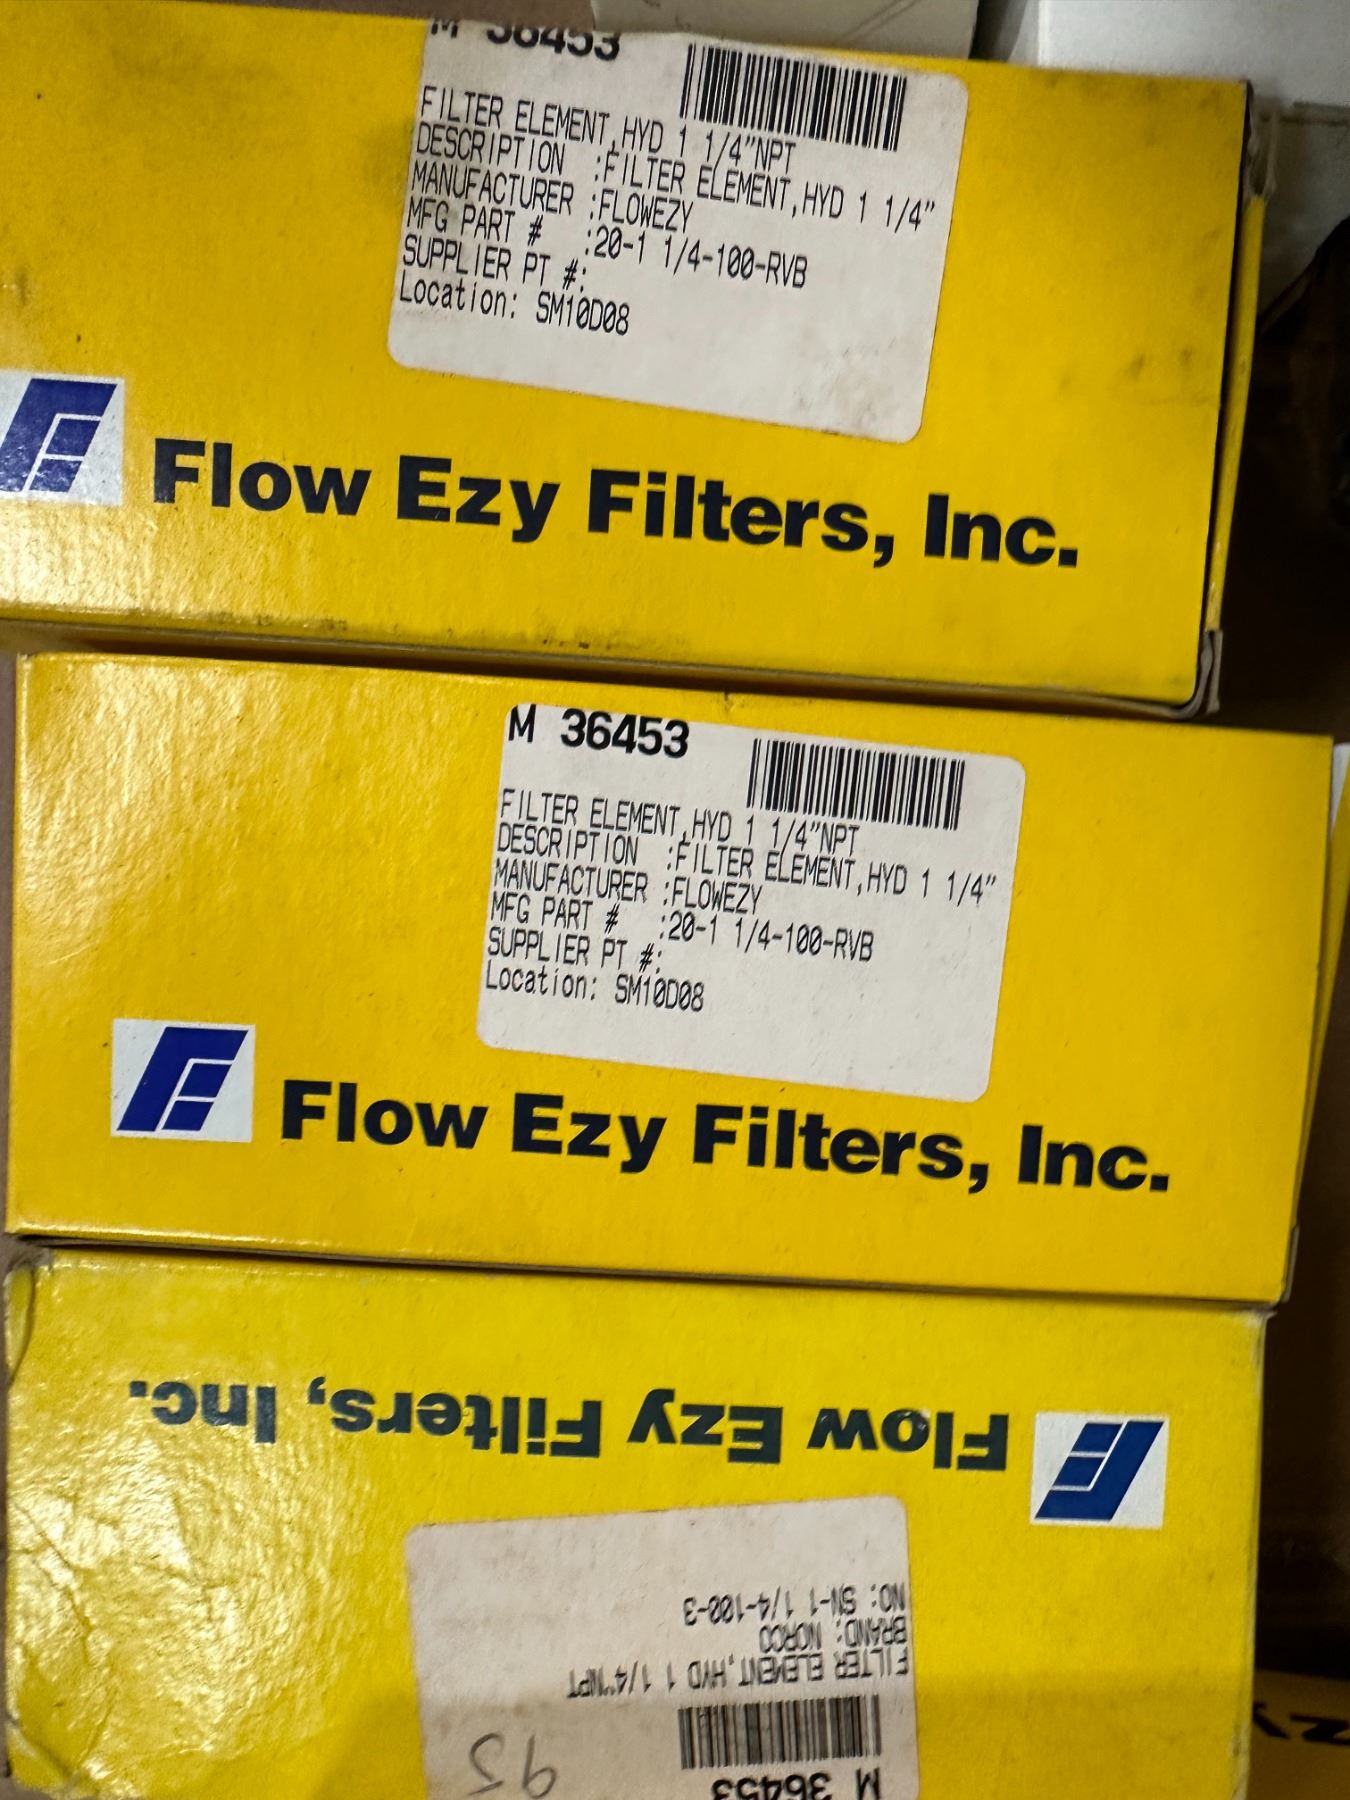 M 36453
FILTER ELEMENT,HYD 1 1/4"NPT
DESCRIPTION :FILTER ELEMENT,HYD 1 1/4"
MANUFACTURER :FLOWEZY
MFG PART # :20-1 1/4-100-RVB
SUPPLIER PT #:
Location: SM10D08
Flow Ezy Filters, Inc.
M 36453
FILTER ELEMENT,HYD 1 1/4"NPT
DESCRIPTION :FILTER ELEMENT,HYD 1 1/4"
MANUFACTURER :FLOWEZY
MFG PART # :20-1 1/4-100-RVB
SUPPLIER PT #:
Location: SM10D08
Flow Ezy Filters, Inc.
M 36453
FILTER ELEMENT,HYD 1 1/4"NPT
BRAND: NORCO
NO: SN-1 1/4-100-3
Flow Ezy Filters, Inc.